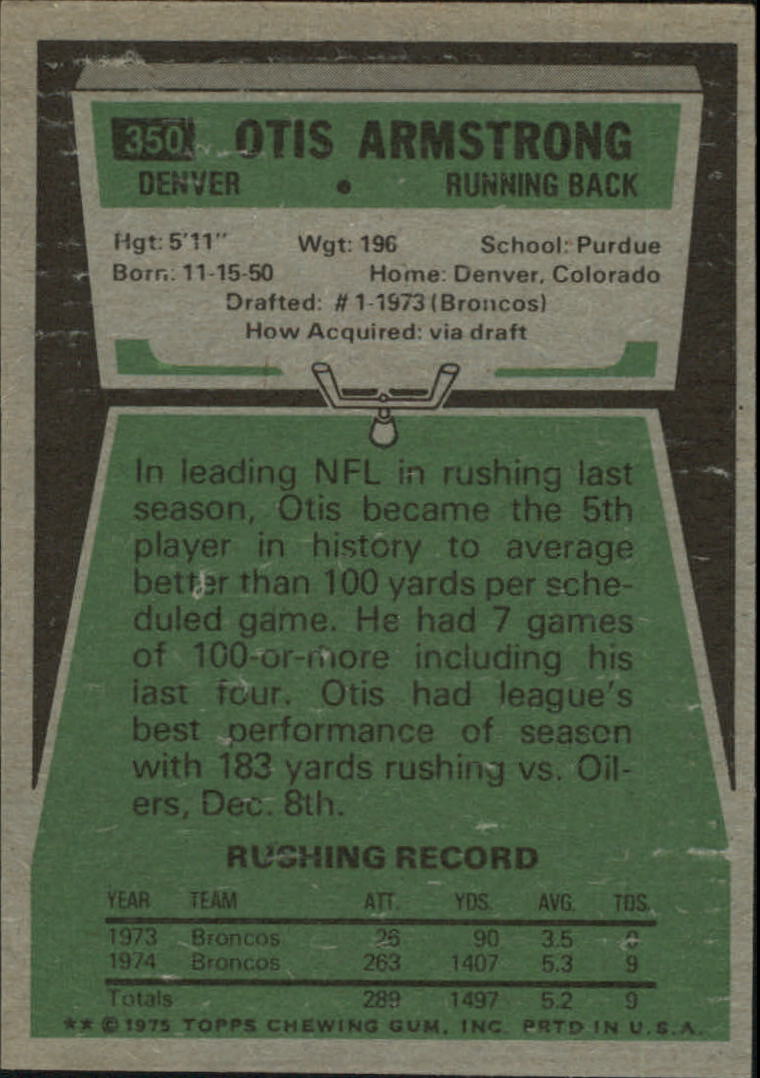 350 OTIS ARMSTRONG
DENVER • RUNNING BACK
Hgt: 5'11" Wgt: 196 School: Purdue
Born: 11-15-50 Home: Denver, Colorado
Drafted: #1-1973 (Broncos)
How Acquired: via draft
In leading NFL in rushing last
season, Otis became the 5th
player in history to average
better than 100 yards per sche-
duled game. He had 7 games
of 100-or-more including his
last four. Otis had league's
best performance of season
with 183 yards rushing vs. Oil-
ers, Dec. 8th.
RUSHING RECORD
YEAR TEAM ATT. YDS. AVG. TDS.
1973 Broncos 26 90 3.5 0
1974 Broncos 263 1407 5.3 9
Totals 289 1497 5.2 9
** © 1975 TOPPS CHEWING GUM, INC. PRTD IN U.S.A.